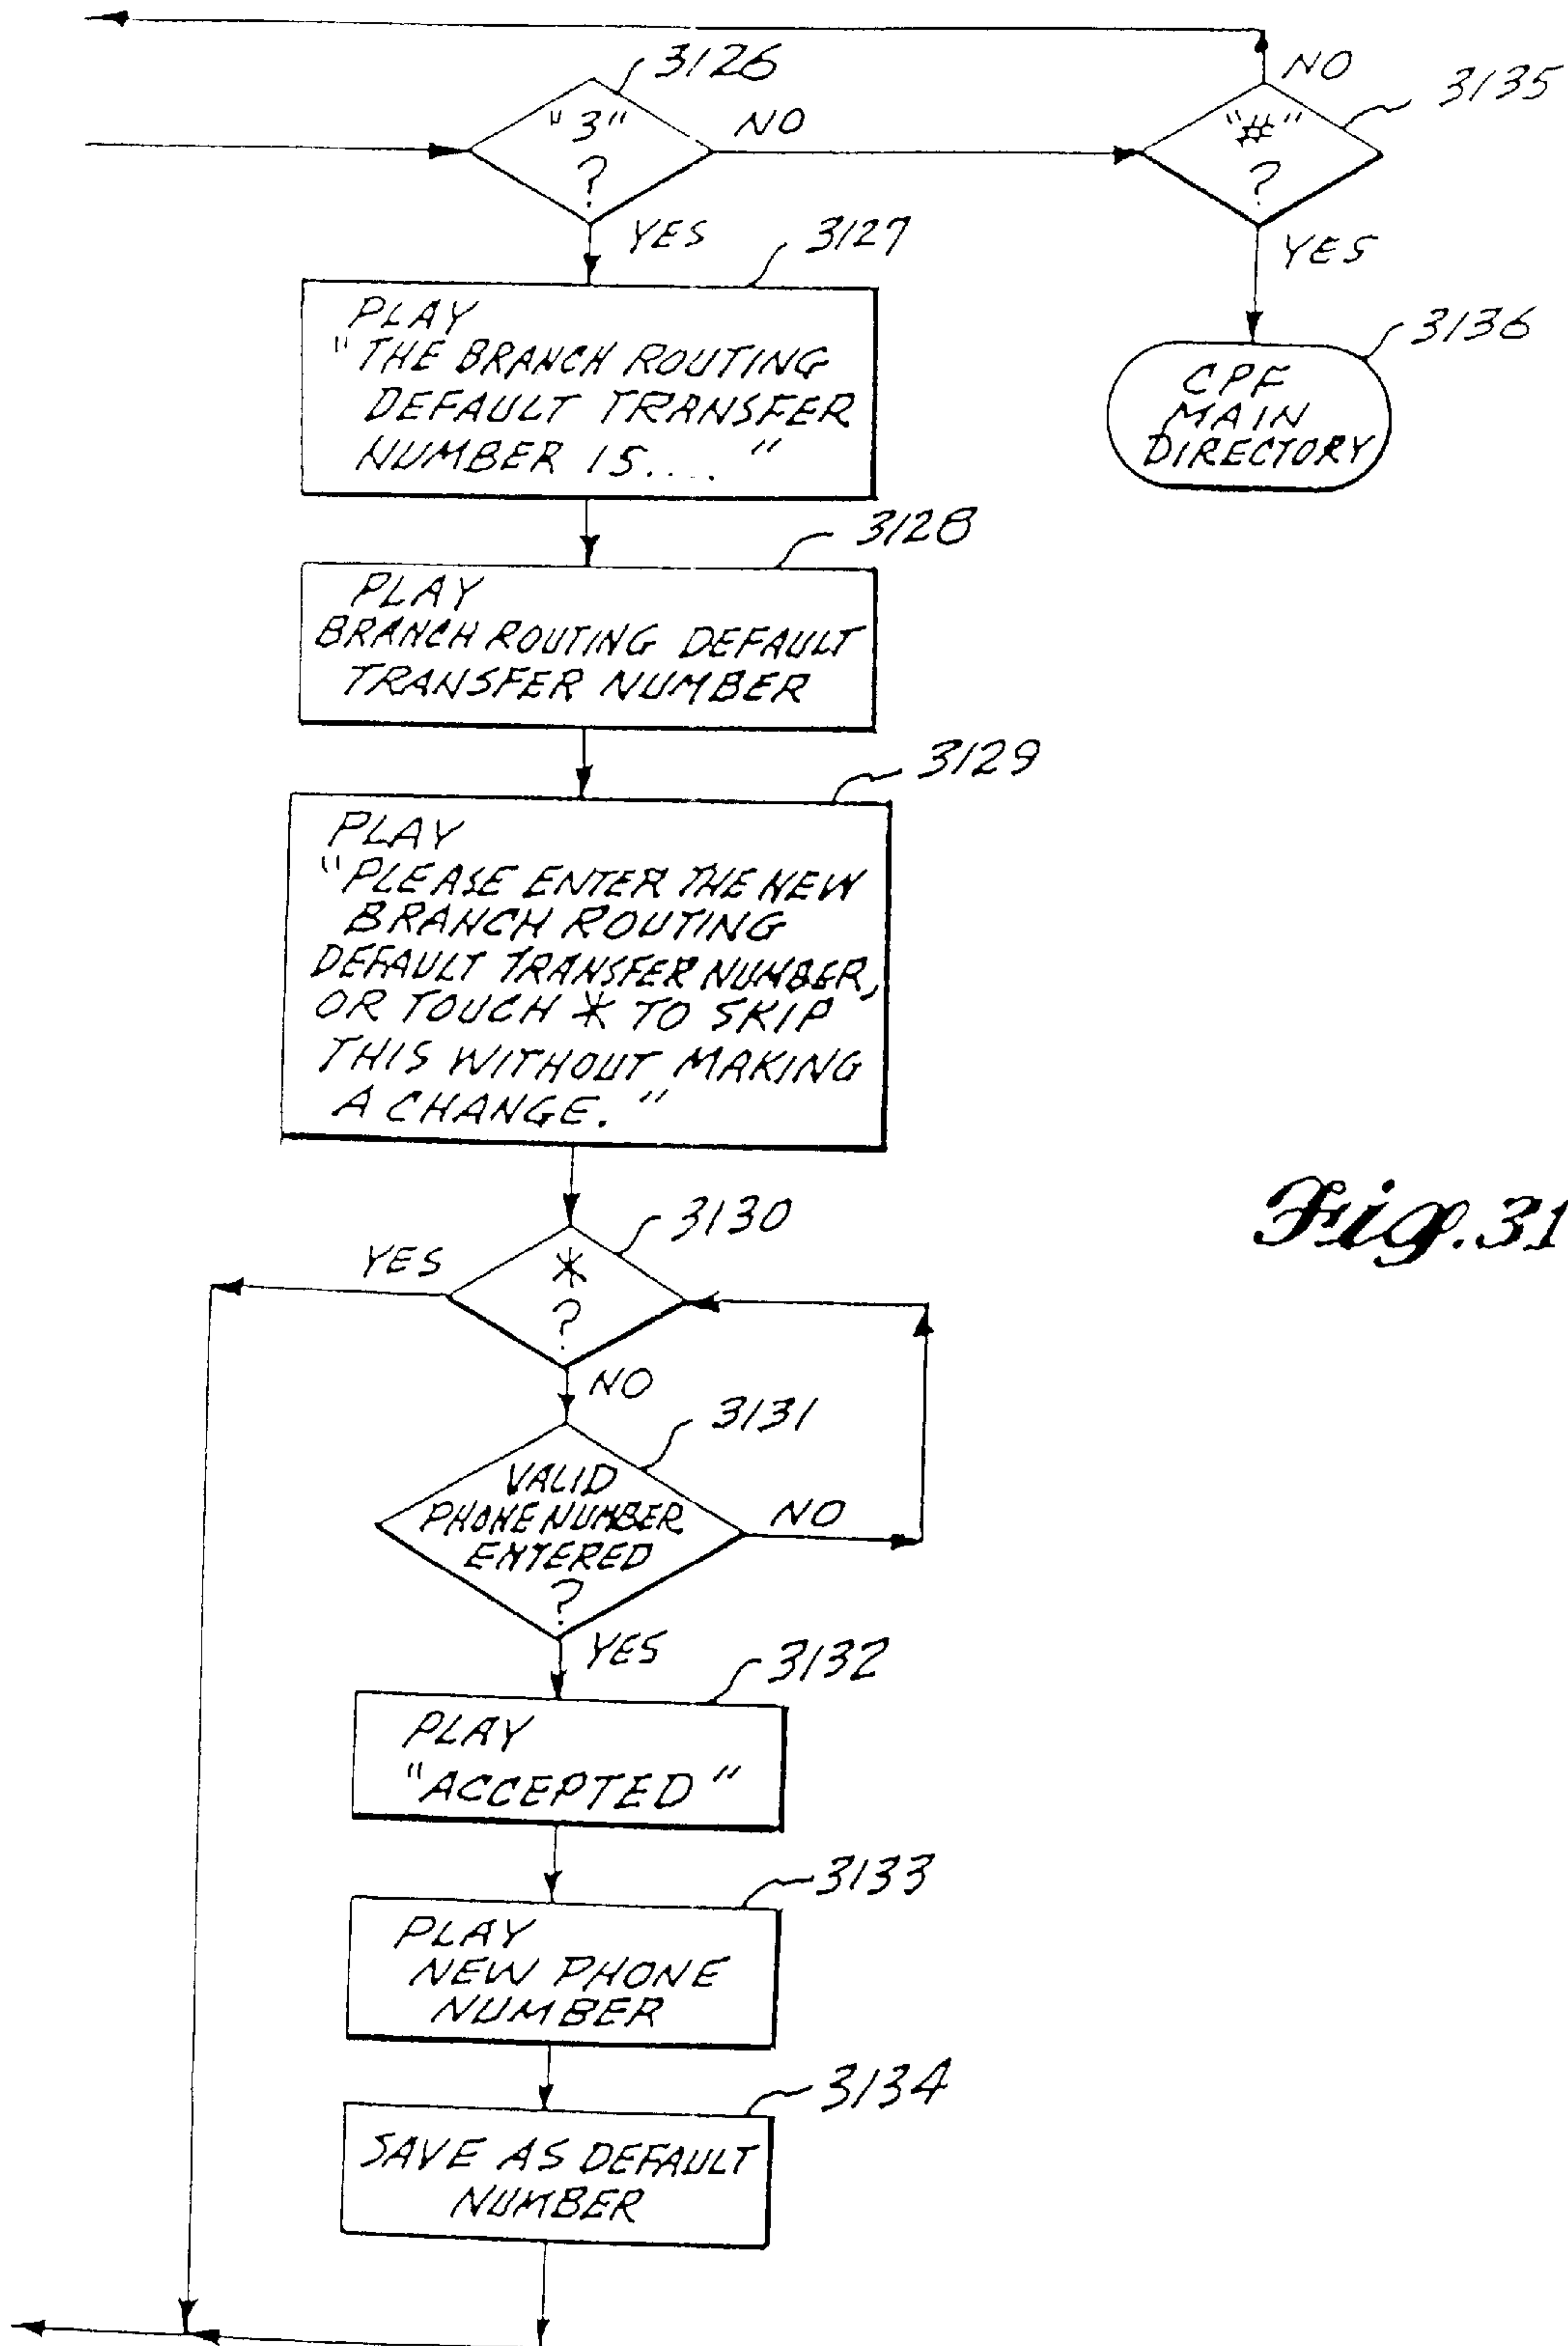 3126
NO
3135
"3"
?
NO
"#"
?
YES
3127
YES
PLAY
"THE BRANCH ROUTING
DEFAULT TRANSFER
NUMBER IS.... "
3136
CPF
MAIN
DIRECTORY
3128
PLAY
BRANCH ROUTING DEFAULT
TRANSFER NUMBER
3129
PLAY
"PLEASE ENTER THE NEW
BRANCH ROUTING
DEFAULT TRANSFER NUMBER,
OR TOUCH * TO SKIP
THIS WITHOUT MAKING
A CHANGE."
Fig. 31
3130
YES
*
?
NO
3131
VALID
PHONE NUMBER
ENTERED
?
NO
YES
3132
PLAY
"ACCEPTED"
3133
PLAY
NEW PHONE
NUMBER
3134
SAVE AS DEFAULT
NUMBER